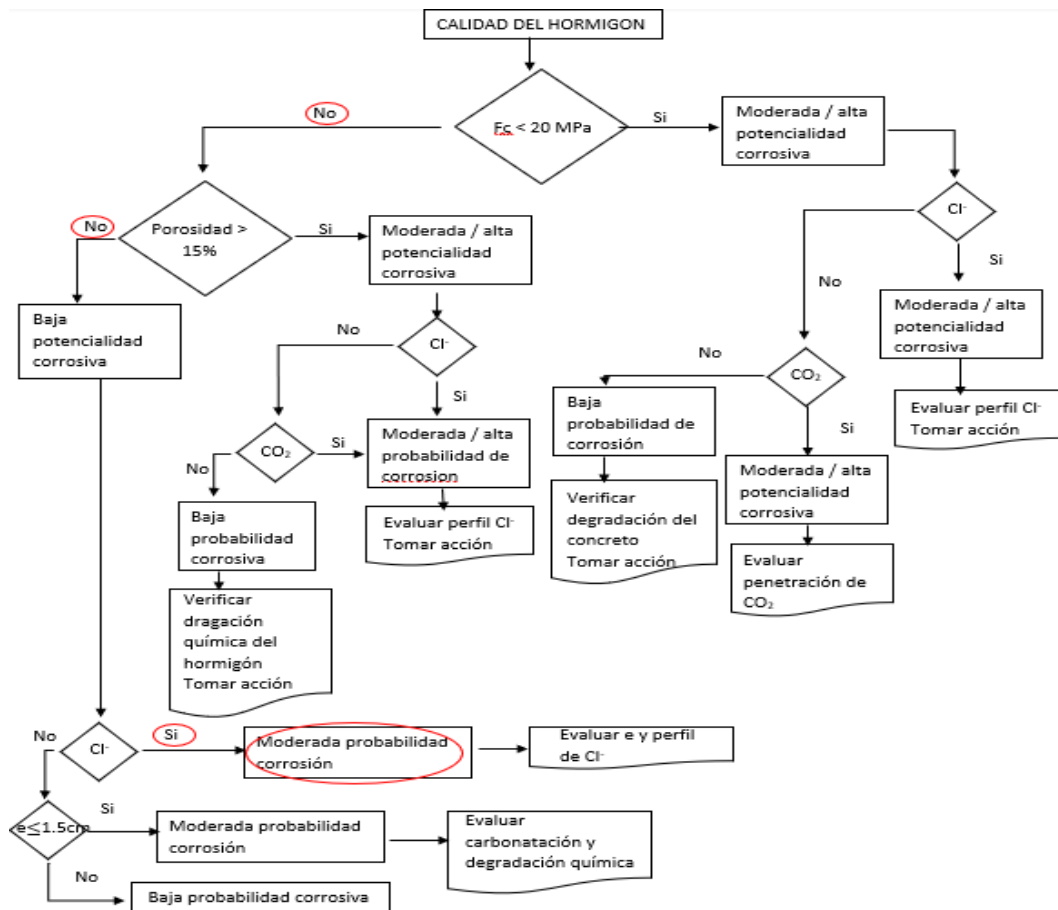 CALIDAD DEL HORMIGON
Fc < 20 MPa
No
Si
Moderada / alta
potencialidad
corrosiva
Porosidad >
15%
No
Si
Moderada / alta
potencialidad
corrosiva
Cl-
No
Si
Baja
potencialidad
corrosiva
Moderada / alta
potencialidad
corrosiva
Cl-
No
Si
CO₂
No
Si
Evaluar perfil Cl-
Tomar acción
Baja
probabilidad de
corrosión
CO₂
No
Si
Moderada / alta
probabilidad de
corrosion
Moderada / alta
potencialidad
corrosiva
Baja
probabilidad
corrosiva
Evaluar perfil Cl-
Tomar acción
Verificar
degradación del
concreto
Tomar acción
Evaluar
penetración de
CO₂
Verificar
dragación
química del
hormigón
Tomar acción
No
Cl-
Si
Moderada probabilidad
corrosión
Evaluar e y perfil
de Cl-
e≤1.5cm
Si
Moderada probabilidad
corrosión
Evaluar
carbonatación y
degradación química
No
Baja probabilidad corrosiva